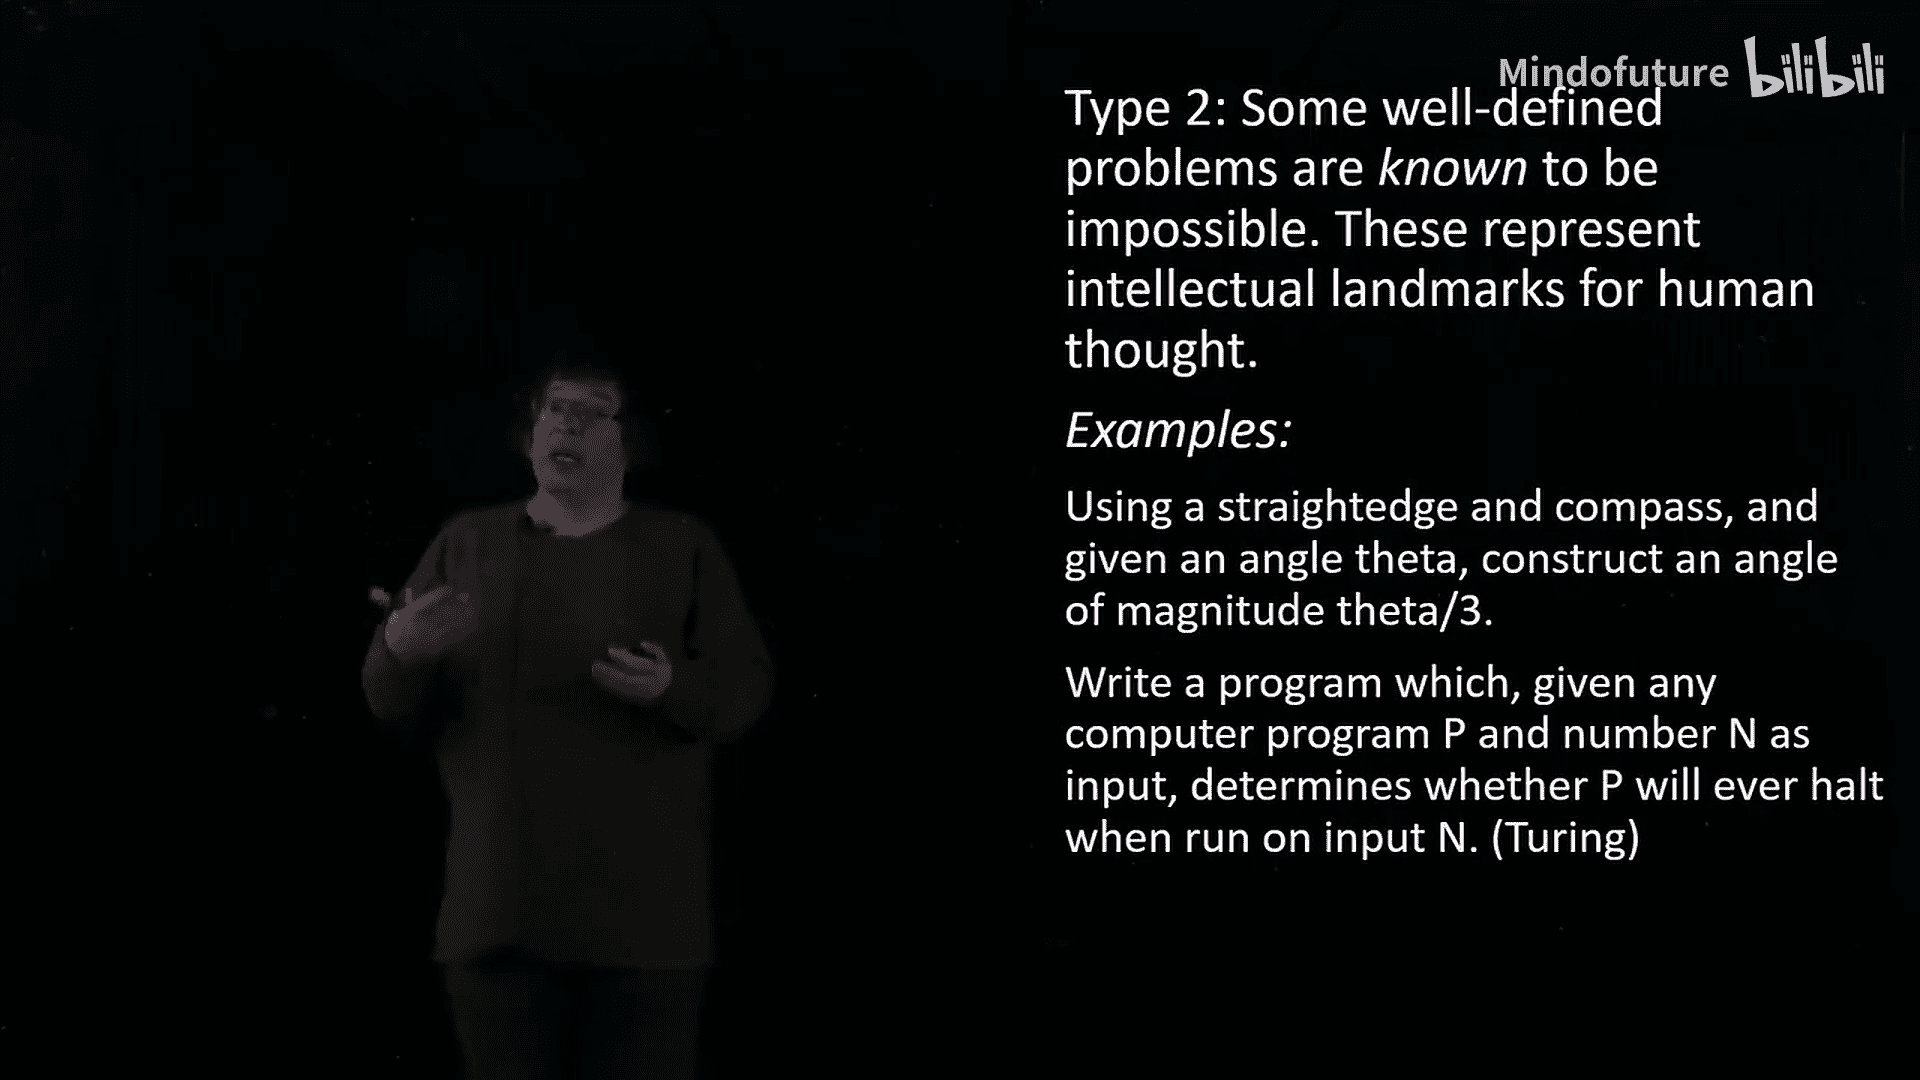 Mindofuture bilibili
Type 2: Some well-defined
problems are known to be
impossible. These represent
intellectual landmarks for human
thought.
Examples:
Using a straightedge and compass, and
given an angle theta, construct an angle
of magnitude theta/3.
Write a program which, given any
computer program P and number N as
input, determines whether P will ever halt
when run on input N. (Turing)